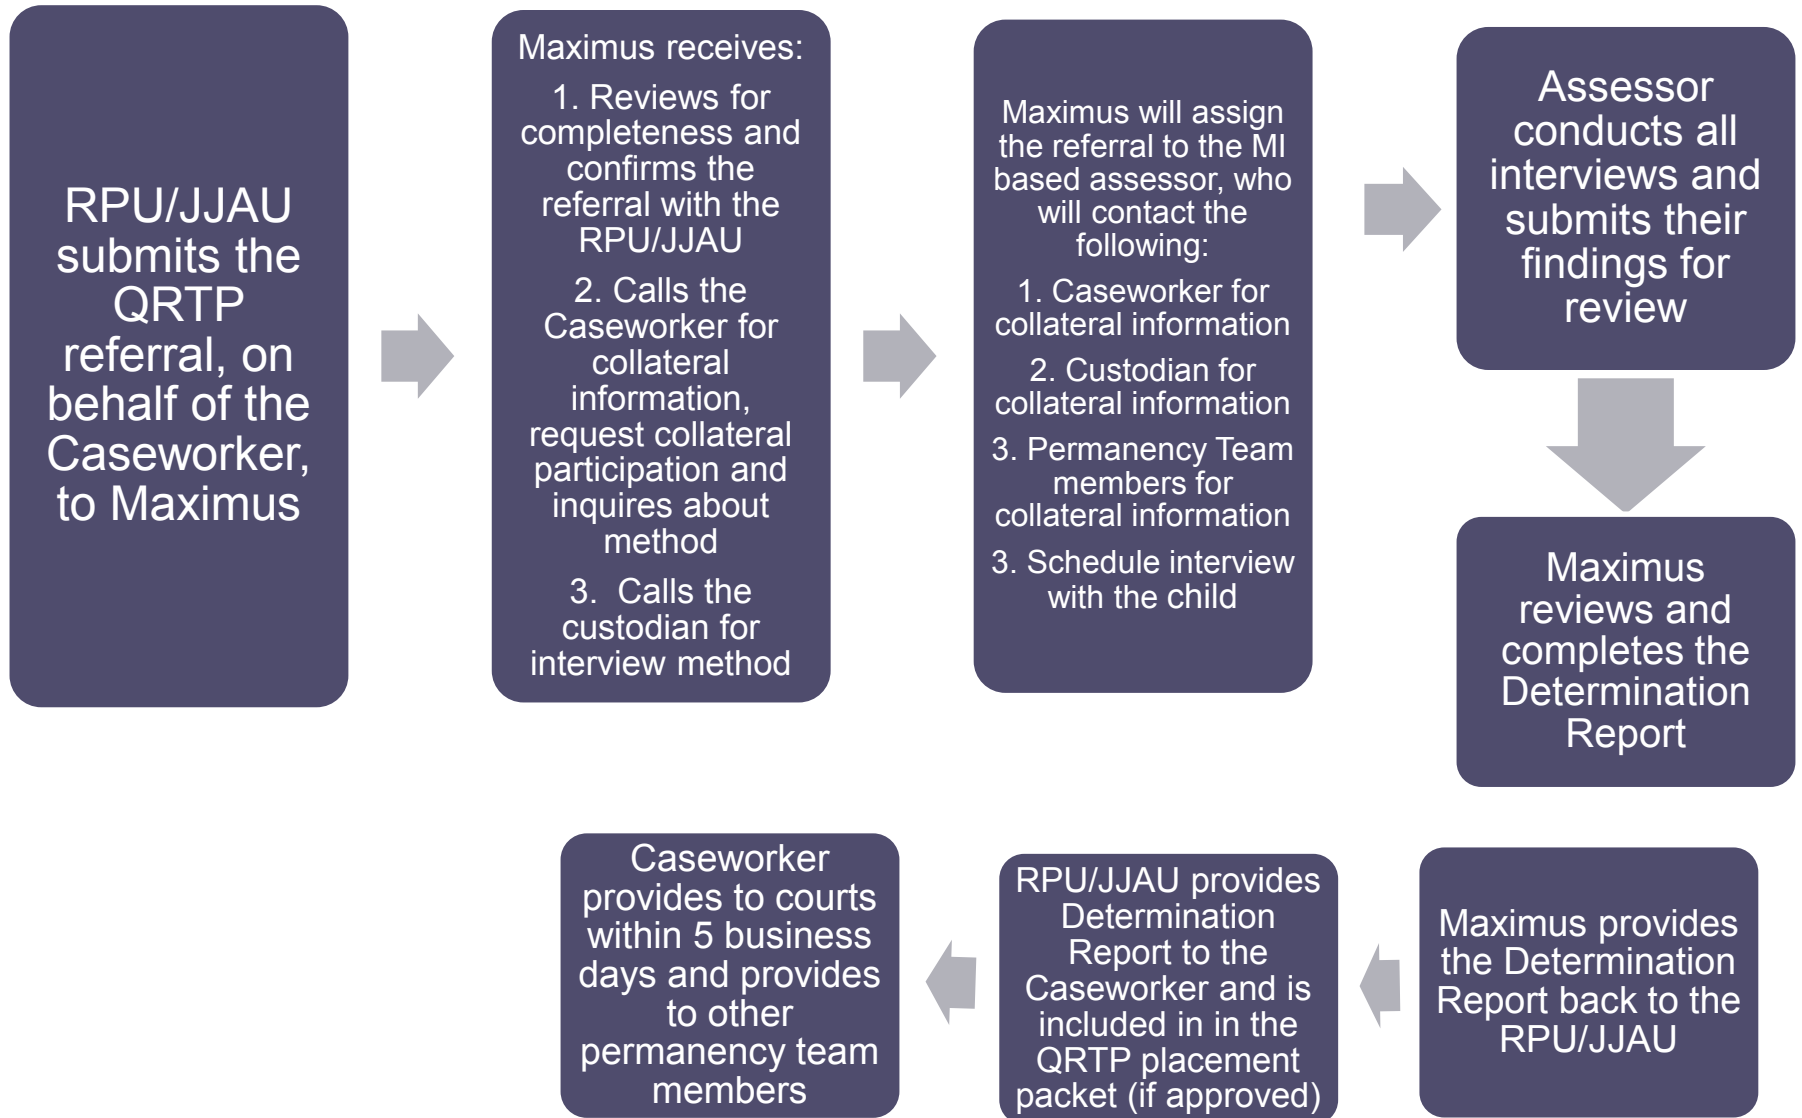 RPU/JJAU
submits the
QRTP
referral, on
behalf of the
Caseworker,
to Maximus
Maximus receives:
1. Reviews for
completeness and
confirms the
referral with the
RPU/JJAU
2. Calls the
Caseworker for
collateral
information,
request collateral
participation and
inquires about
method
3. Calls the
custodian for
interview method
Maximus will assign
the referral to the MI
based assessor, who
will contact the
following:
1. Caseworker for
collateral information
2. Custodian for
collateral information
3. Permanency Team
members for
collateral information
3. Schedule interview
with the child
Assessor
conducts all
interviews and
submits their
findings for
review
Maximus
reviews and
completes the
Determination
Report
Maximus provides
the Determination
Report back to the
RPU/JJAU
RPU/JJAU provides
Determination
Report to the
Caseworker and is
included in in the
QRTP placement
packet (if approved)
Caseworker
provides to courts
within 5 business
days and provides
to other
permanency team
members